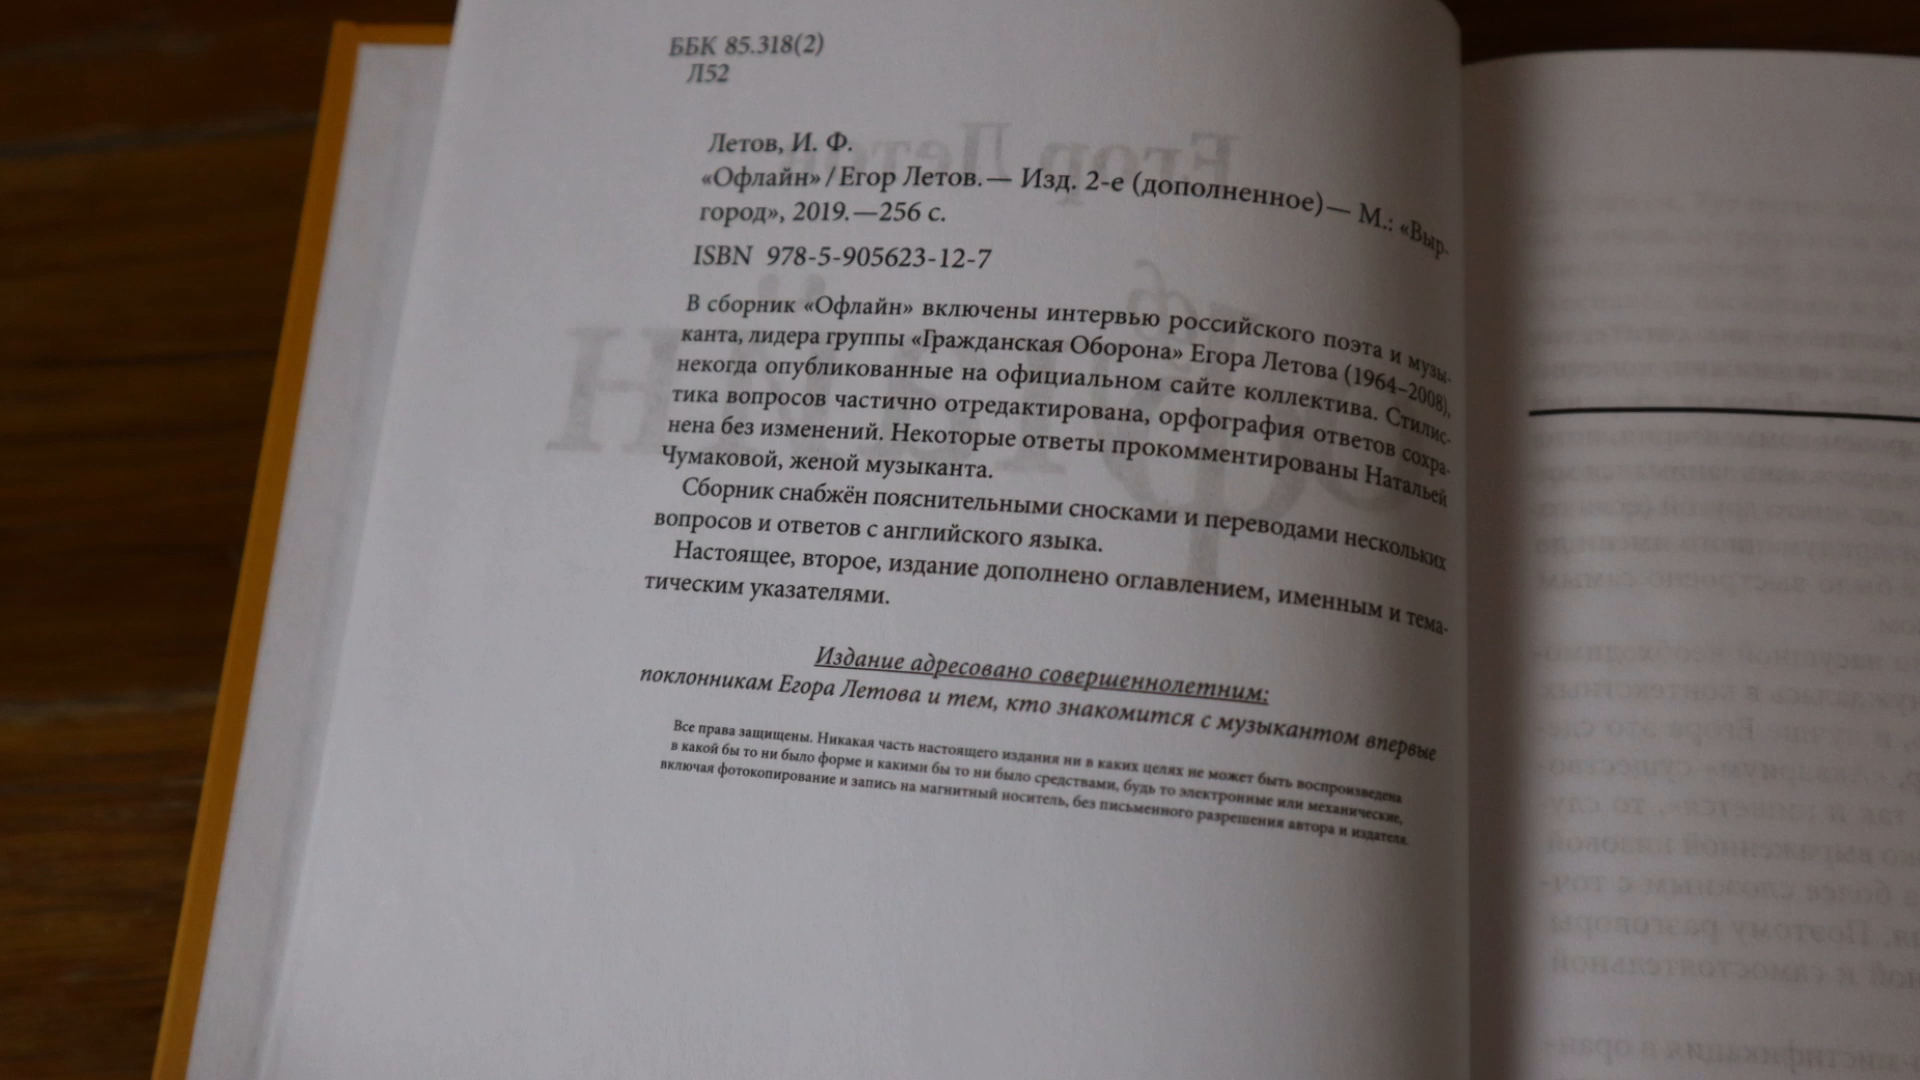 ББК 85.318(2)
Л52
Летов, И. Ф.
«Офлайн» / Егор Летов. — Изд. 2-е (дополненное) — М.: «Выр-
город», 2019. —256 с.
ISBN 978-5-905623-12-7
В сборник «Офлайн» включены интервью российского поэта и музы-
канта, лидера группы «Гражданская Оборона» Егора Летова (1964–2008),
некогда опубликованные на официальном сайте коллектива. Стилис-
тика вопросов частично отредактирована, орфография ответов сохра-
нена без изменений. Некоторые ответы прокомментированы Натальей
Чумаковой, женой музыканта.
Сборник снабжён пояснительными сносками и переводами нескольких
вопросов и ответов с английского языка.
Настоящее, второе, издание дополнено оглавлением, именным и тема-
тическим указателями.
Издание адресовано совершеннолетним:
поклонникам Егора Летова и тем, кто знакомится с музыкантом впервые
Все права защищены. Никакая часть настоящего издания ни в каких целях не может быть воспроизведена
в какой бы то ни было форме и какими бы то ни было средствами, будь то электронные или механические,
включая фотокопирование и запись на магнитный носитель, без письменного разрешения автора и издателя.